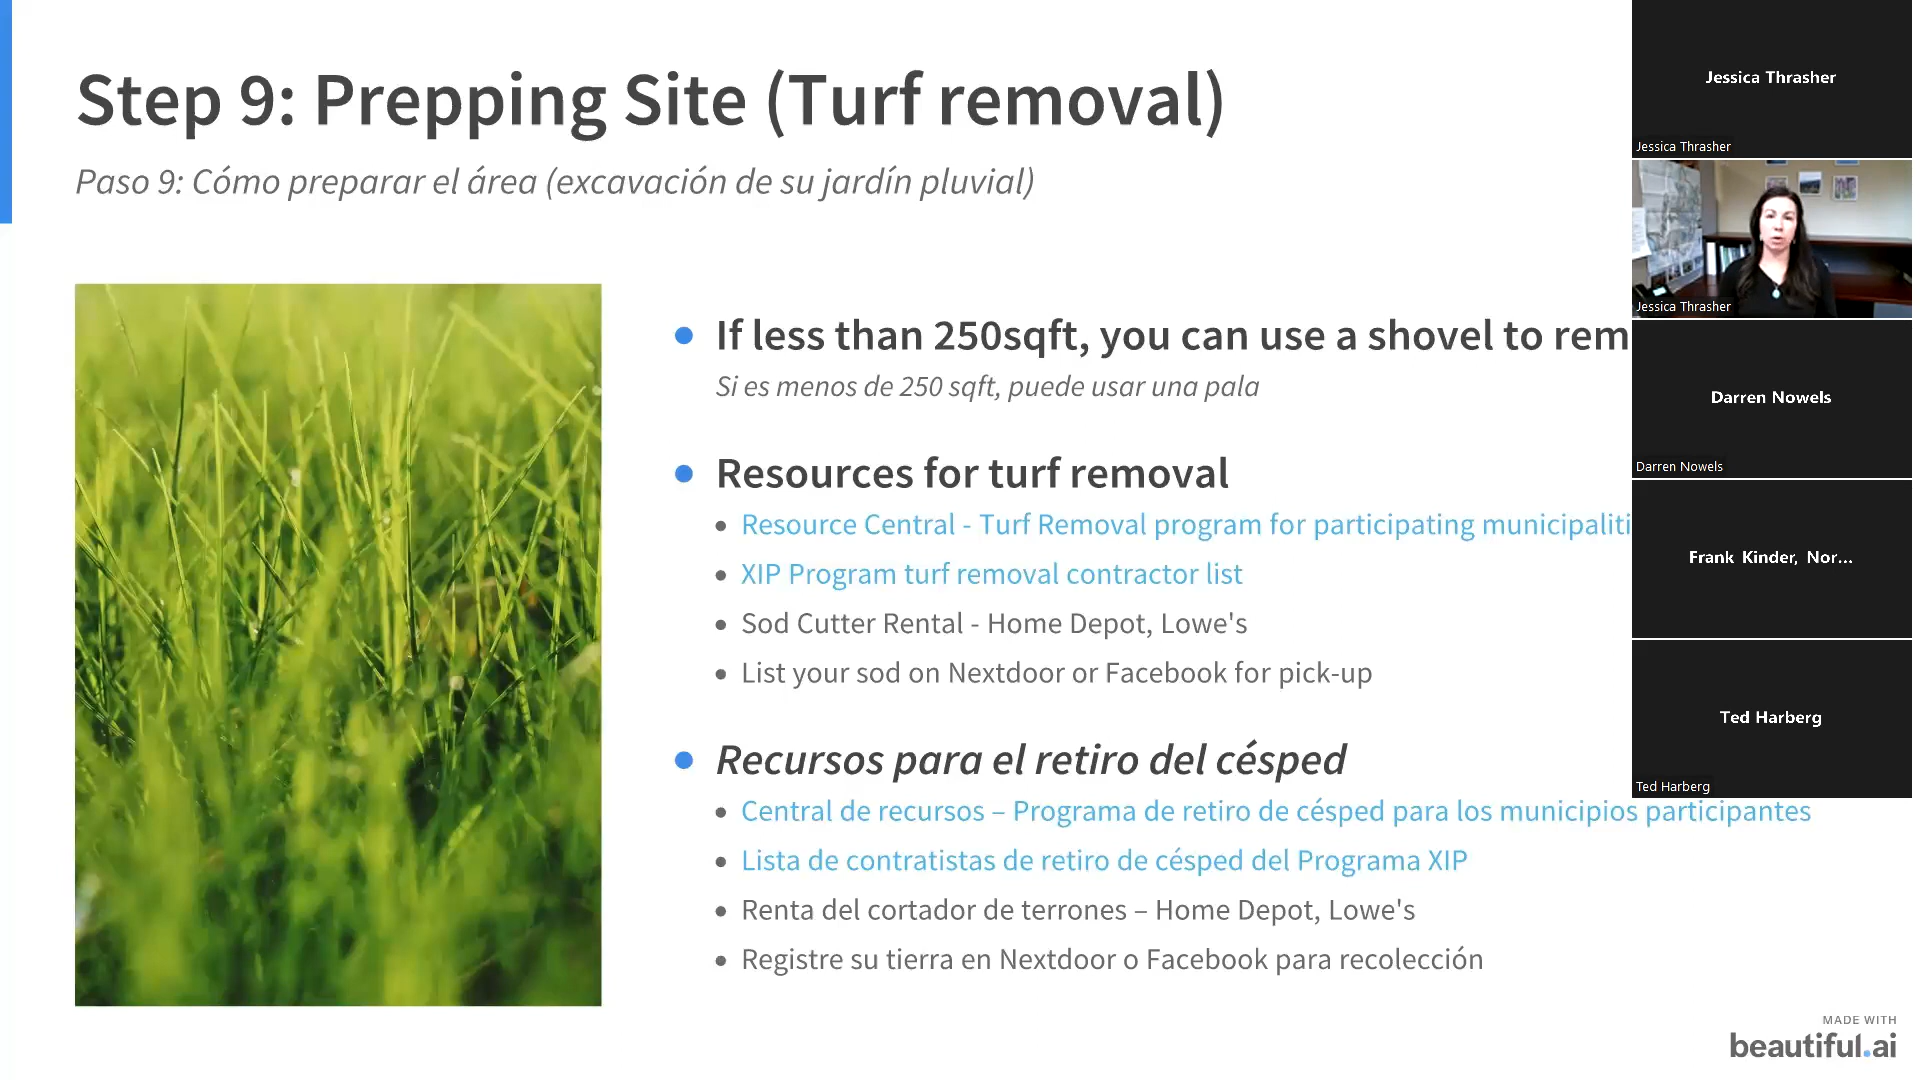 Step 9: Prepping Site (Turf removal)
Paso 9: Cómo preparar el área (excavación de su jardín pluvial)
If less than 250sqft, you can use a shovel to
Si es menos de 250 sqft, puede usar una pala
Resources for turf removal
Resource Central - Turf Removal program for participating
XIP Program turf removal contractor list
Sod Cutter Rental - Home Depot, Lowe's
List your sod on Nextdoor or Facebook for pick-up
Recursos para el retiro del césped
Central de recursos – Programa de retiro de césped para los municipios participantes
Lista de contratistas de retiro de césped del Programa XIP
Renta del cortador de terrones – Home Depot, Lowe's
Registre su tierra en Nextdoor o Facebook para recolección
Jessica Thrasher
Jessica Thrasher
Jessica Thrasher
Darren Nowels
Darren Nowels
Frank Kinder, Nor...
Ted Harberg
Ted Harberg
MADE WITH
beautiful.ai